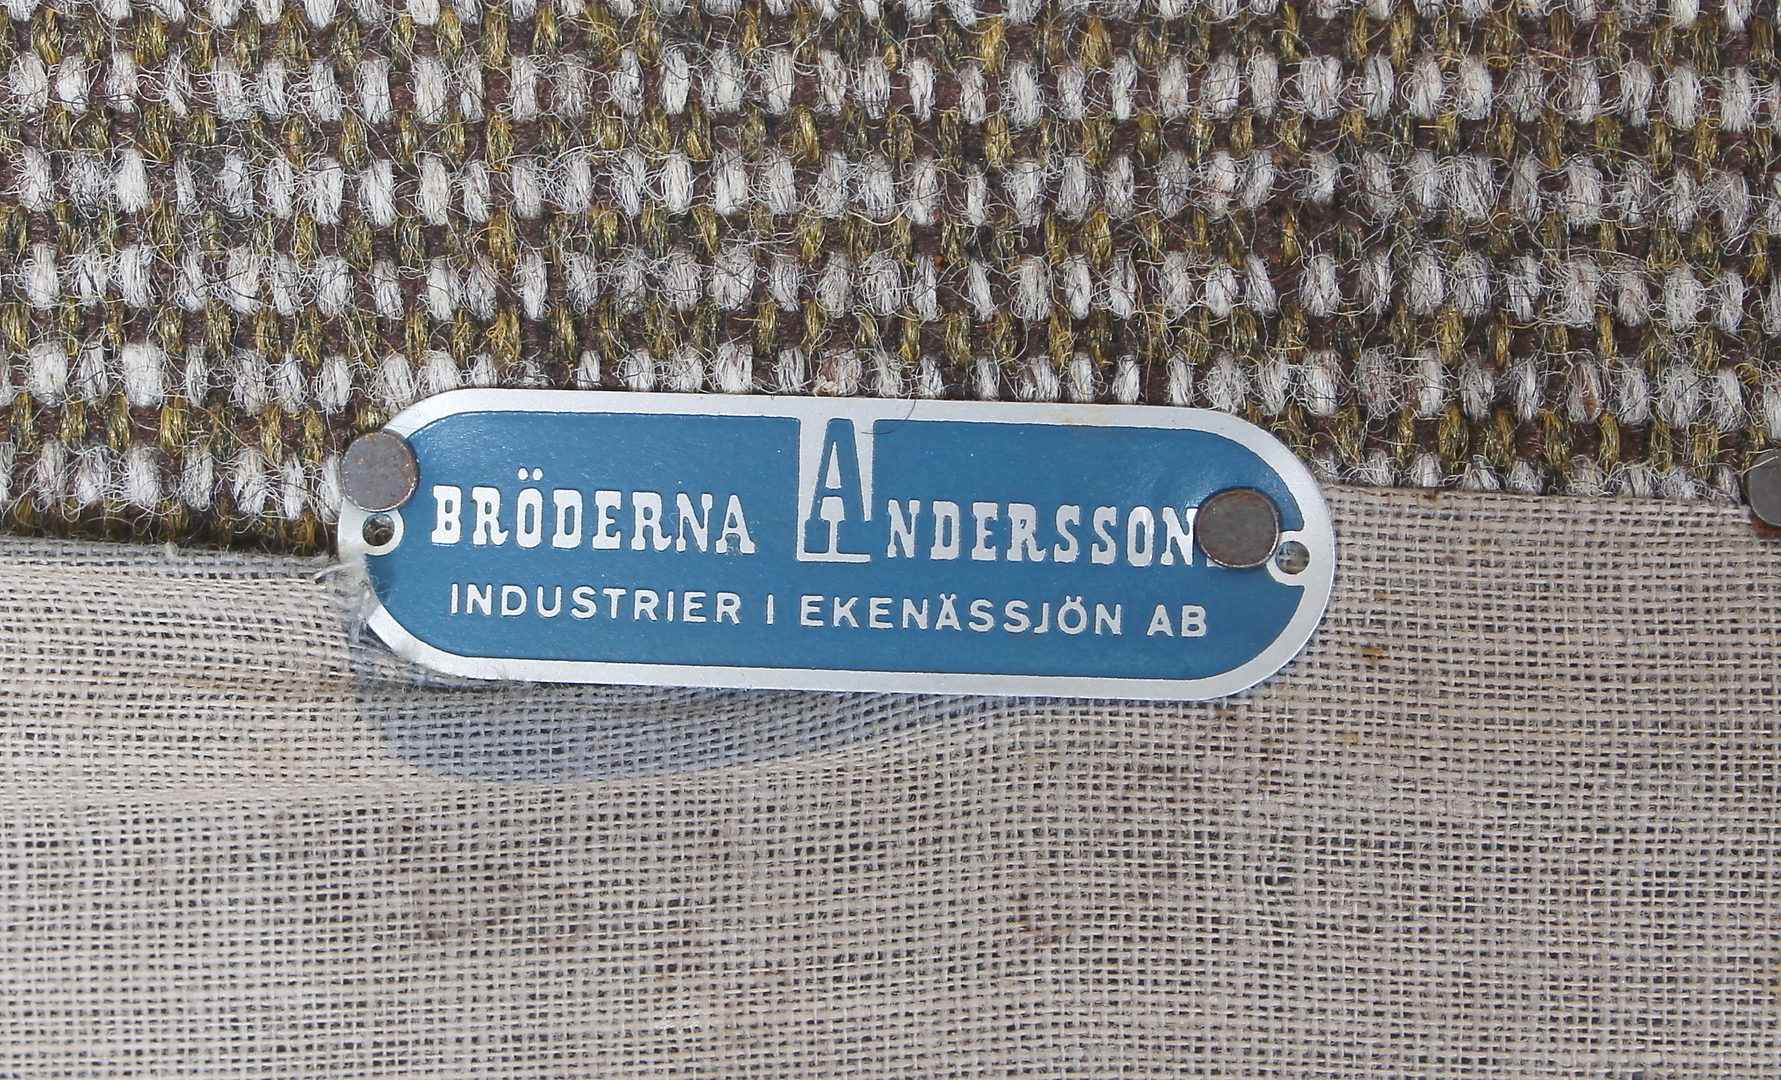 BRÖDERNA ANDERSSONS
INDUSTRIER I EKENÄSSJÖN AB